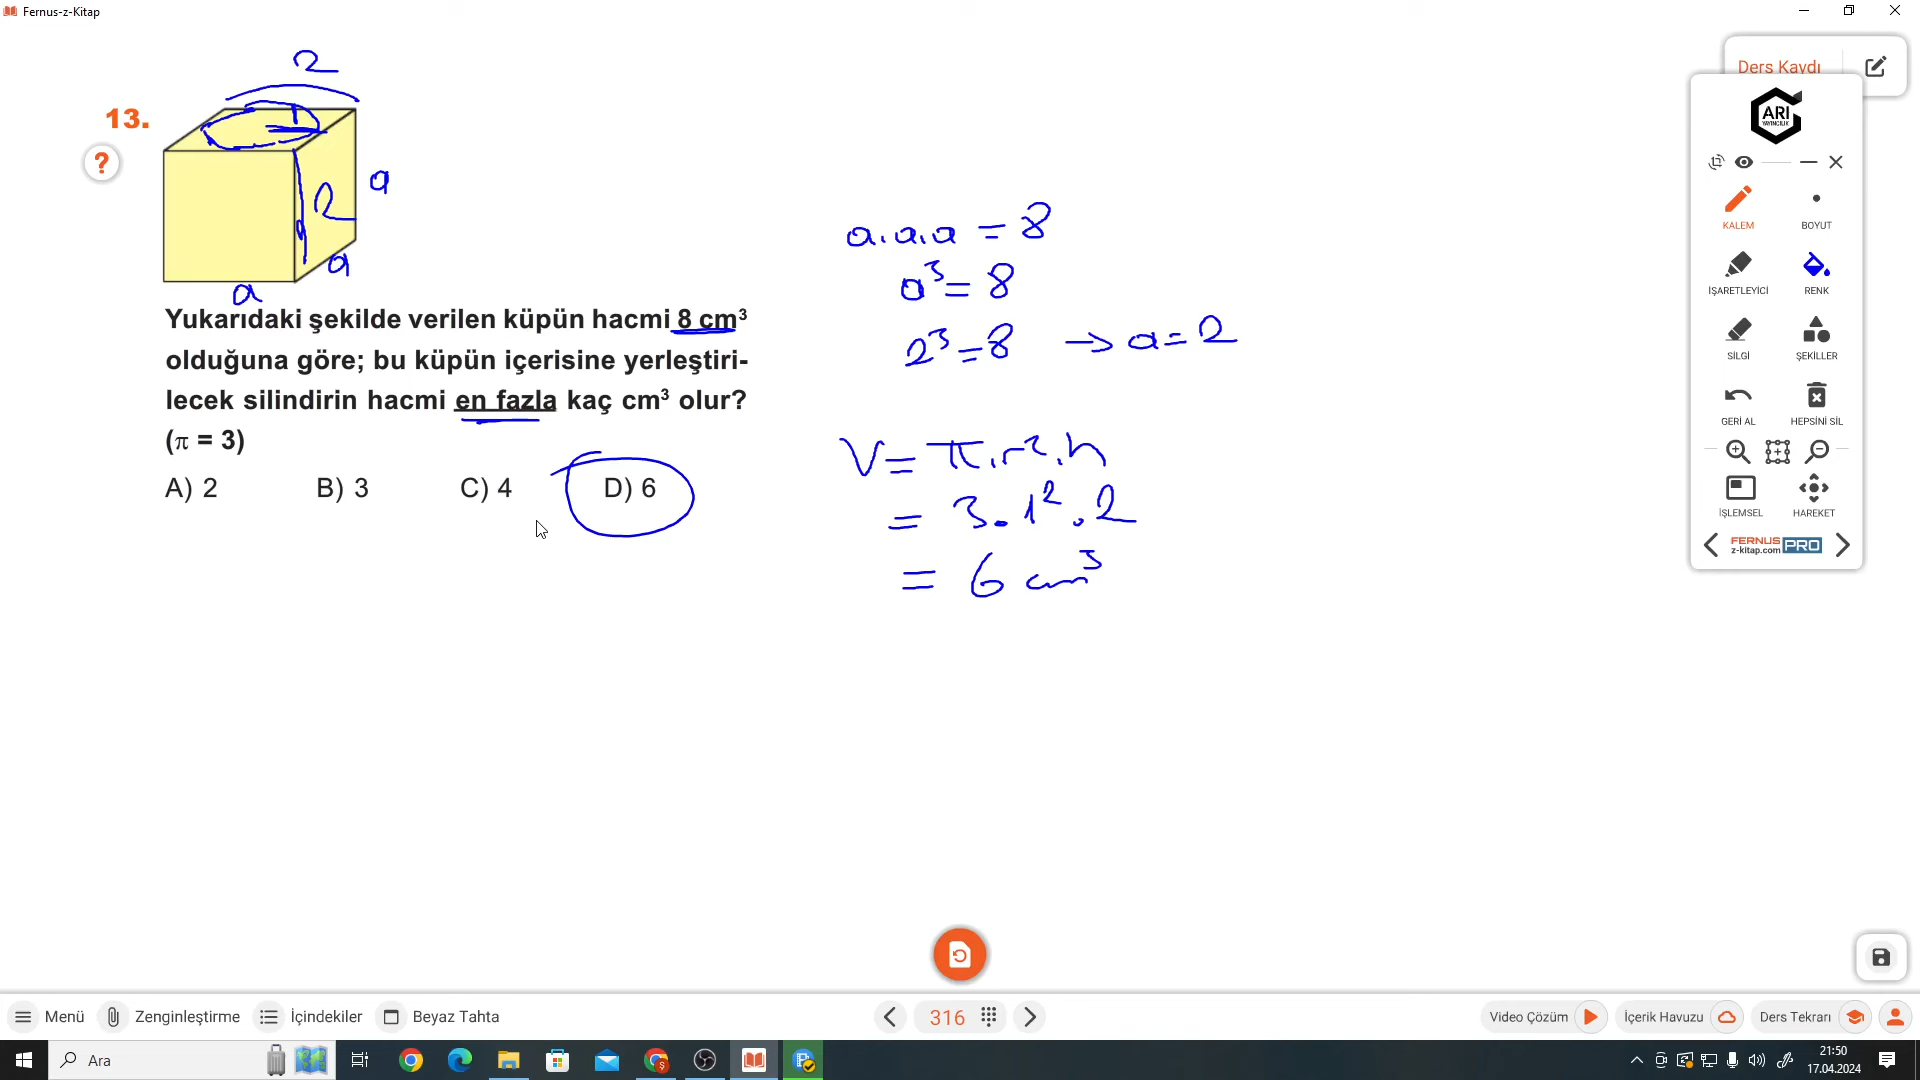 Fernus-z-Kitap
Ders Kaydı
ARI
YAYINCILIK
KALEM
BOYUT
İŞARETLEYİCİ
RENK
SİLGİ
ŞEKİLLER
GERİ AL
HEPSİNİ SİL
İŞLEMSEL
HAREKET
FERNUS
z-kitap.com PRO
13.
?
2
2
a
a
a
Yukarıdaki şekilde verilen küpün hacmi 8 cm³
olduğuna göre; bu küpün içerisine yerleştiri-
lecek silindirin hacmi en fazla kaç cm³ olur?
(π = 3)
A) 2 B) 3 C) 4 D) 6
a.a.a = 8
a³ = 8
2³ = 8 → a = 2
V = π.r².h
= 3.1².2
= 6 cm³
Menü Zenginleştirme İçindekiler Beyaz Tahta 316 Video Çözüm İçerik Havuzu Ders Tekrarı
Ara
21:50
17.04.2024